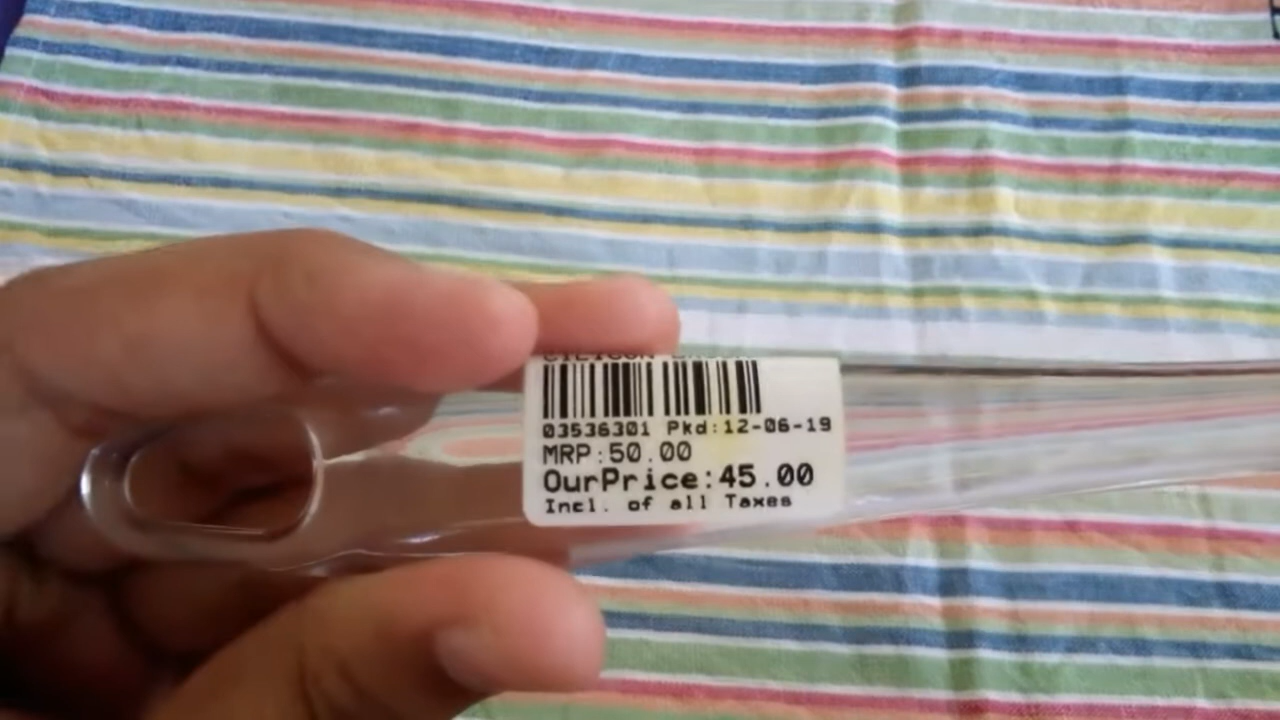 03536301 Pkd:12-06-19
MRP:50.00
OurPrice:45.00
Incl. of all Taxes